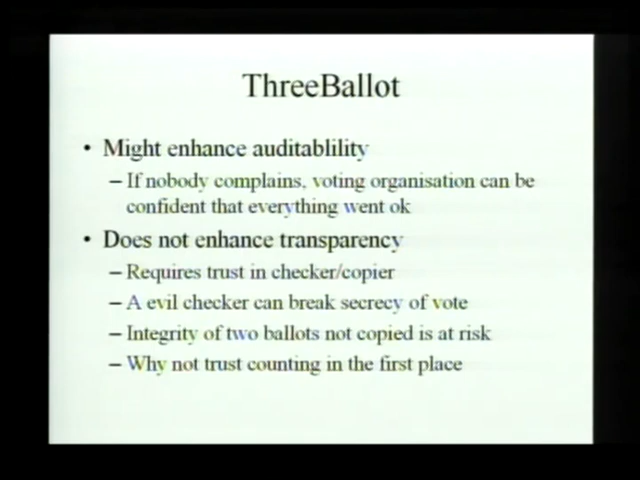 ThreeBallot
• Might enhance auditablility
– If nobody complains, voting organisation can be
confident that everything went ok
• Does not enhance transparency
– Requires trust in checker/copier
– A evil checker can break secrecy of vote
– Integrity of two ballots not copied is at risk
– Why not trust counting in the first place